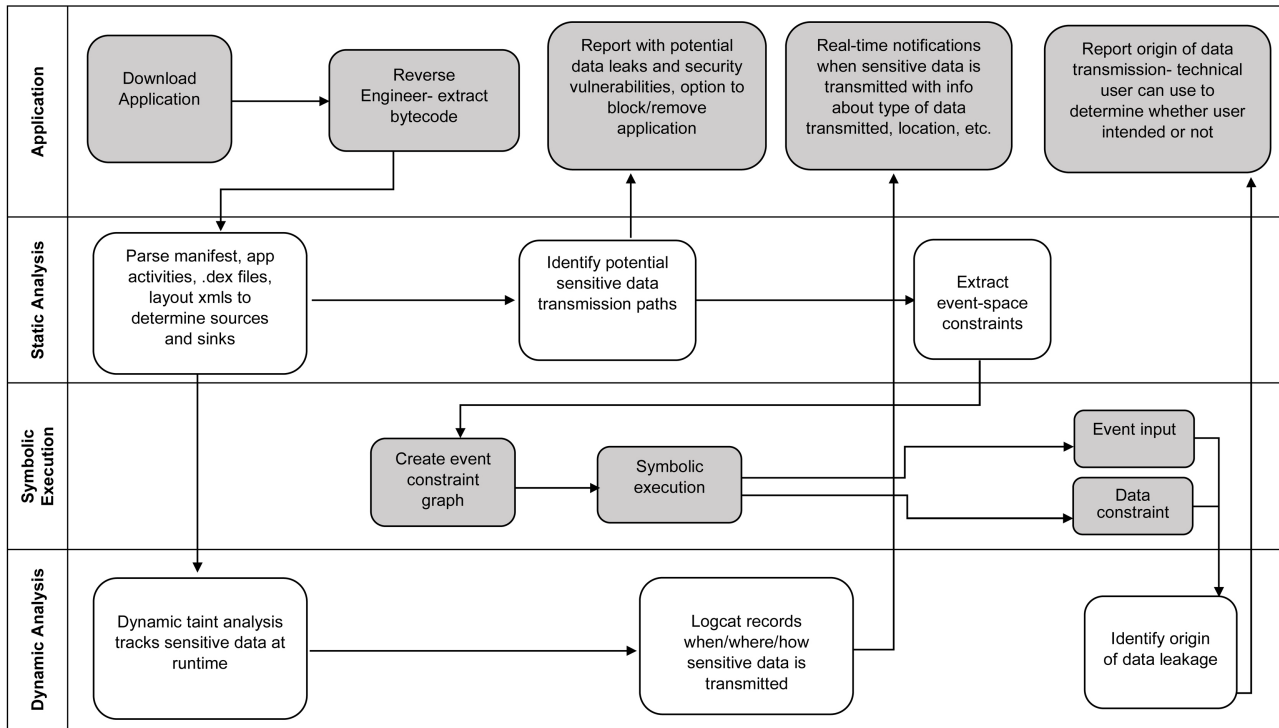 Application
Download
Application
Reverse
Engineer- extract
bytecode
Report with potential
data leaks and security
vulnerabilities, option to
block/remove
application
Real-time notifications
when sensitive data is
transmitted with info
about type of data
transmitted, location, etc.
Report origin of data
transmission- technical
user can use to
determine whether user
intended or not
Static Analysis
Parse manifest, app
activities, .dex files,
layout xmls to
determine sources
and sinks
Identify potential
sensitive data
transmission paths
Extract
event-space
constraints
Symbolic
Execution
Create event
constraint
graph
Symbolic
execution
Event input
Data
constraint
Dynamic Analysis
Dynamic taint analysis
tracks sensitive data at
runtime
Logcat records
when/where/how
sensitive data is
transmitted
Identify origin
of data leakage